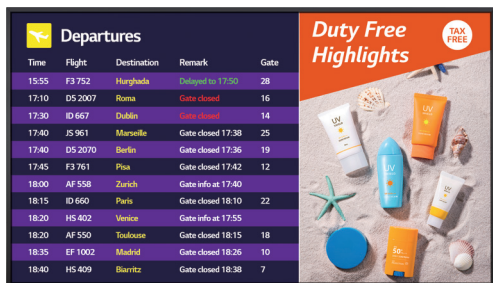 Departures
Time Flight Destination Remark Gate
15:55 F3 752 Hurghada Delayed to 17:50 28
17:10 D5 2007 Roma Gate closed 16
17:30 ID 667 Dublin Gate closed 14
17:40 JS 961 Marseille Gate closed 17:38 25
17:40 D5 2070 Berlin Gate closed 17:36 19
17:45 F3 761 Pisa Gate closed 17:42 12
18:00 AF 558 Zurich Gate info at 17:40
18:15 ID 660 Paris Gate closed 18:10 22
18:20 HS 402 Venice Gate info at 17:55
18:20 AF 550 Toulouse Gate closed 18:15 18
18:35 EF 1002 Madrid Gate closed 18:26 10
18:40 HS 409 Biarritz Gate closed 18:38 7
Duty Free
Highlights
TAX
FREE
UV
UV
UV
UV
50+